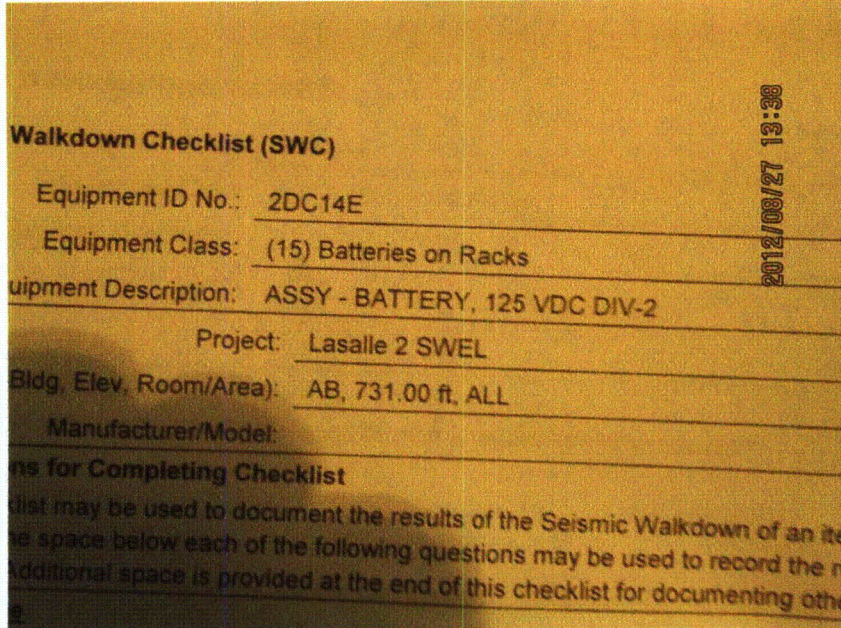 Walkdown Checklist (SWC)
Equipment ID No.: 2DC14E
Equipment Class: (15) Batteries on Racks
uipment Description: ASSY - BATTERY, 125 VDC DIV-2
Project: Lasalle 2 SWEL
Bldg, Elev, Room/Area): AB, 731.00 ft, ALL
Manufacturer/Model:
ns for Completing Checklist
klist may be used to document the results of the Seismic Walkdown of an ite
he space below each of the following questions may be used to record the r
Additional space is provided at the end of this checklist for documenting othe
2012/08/27 13:38